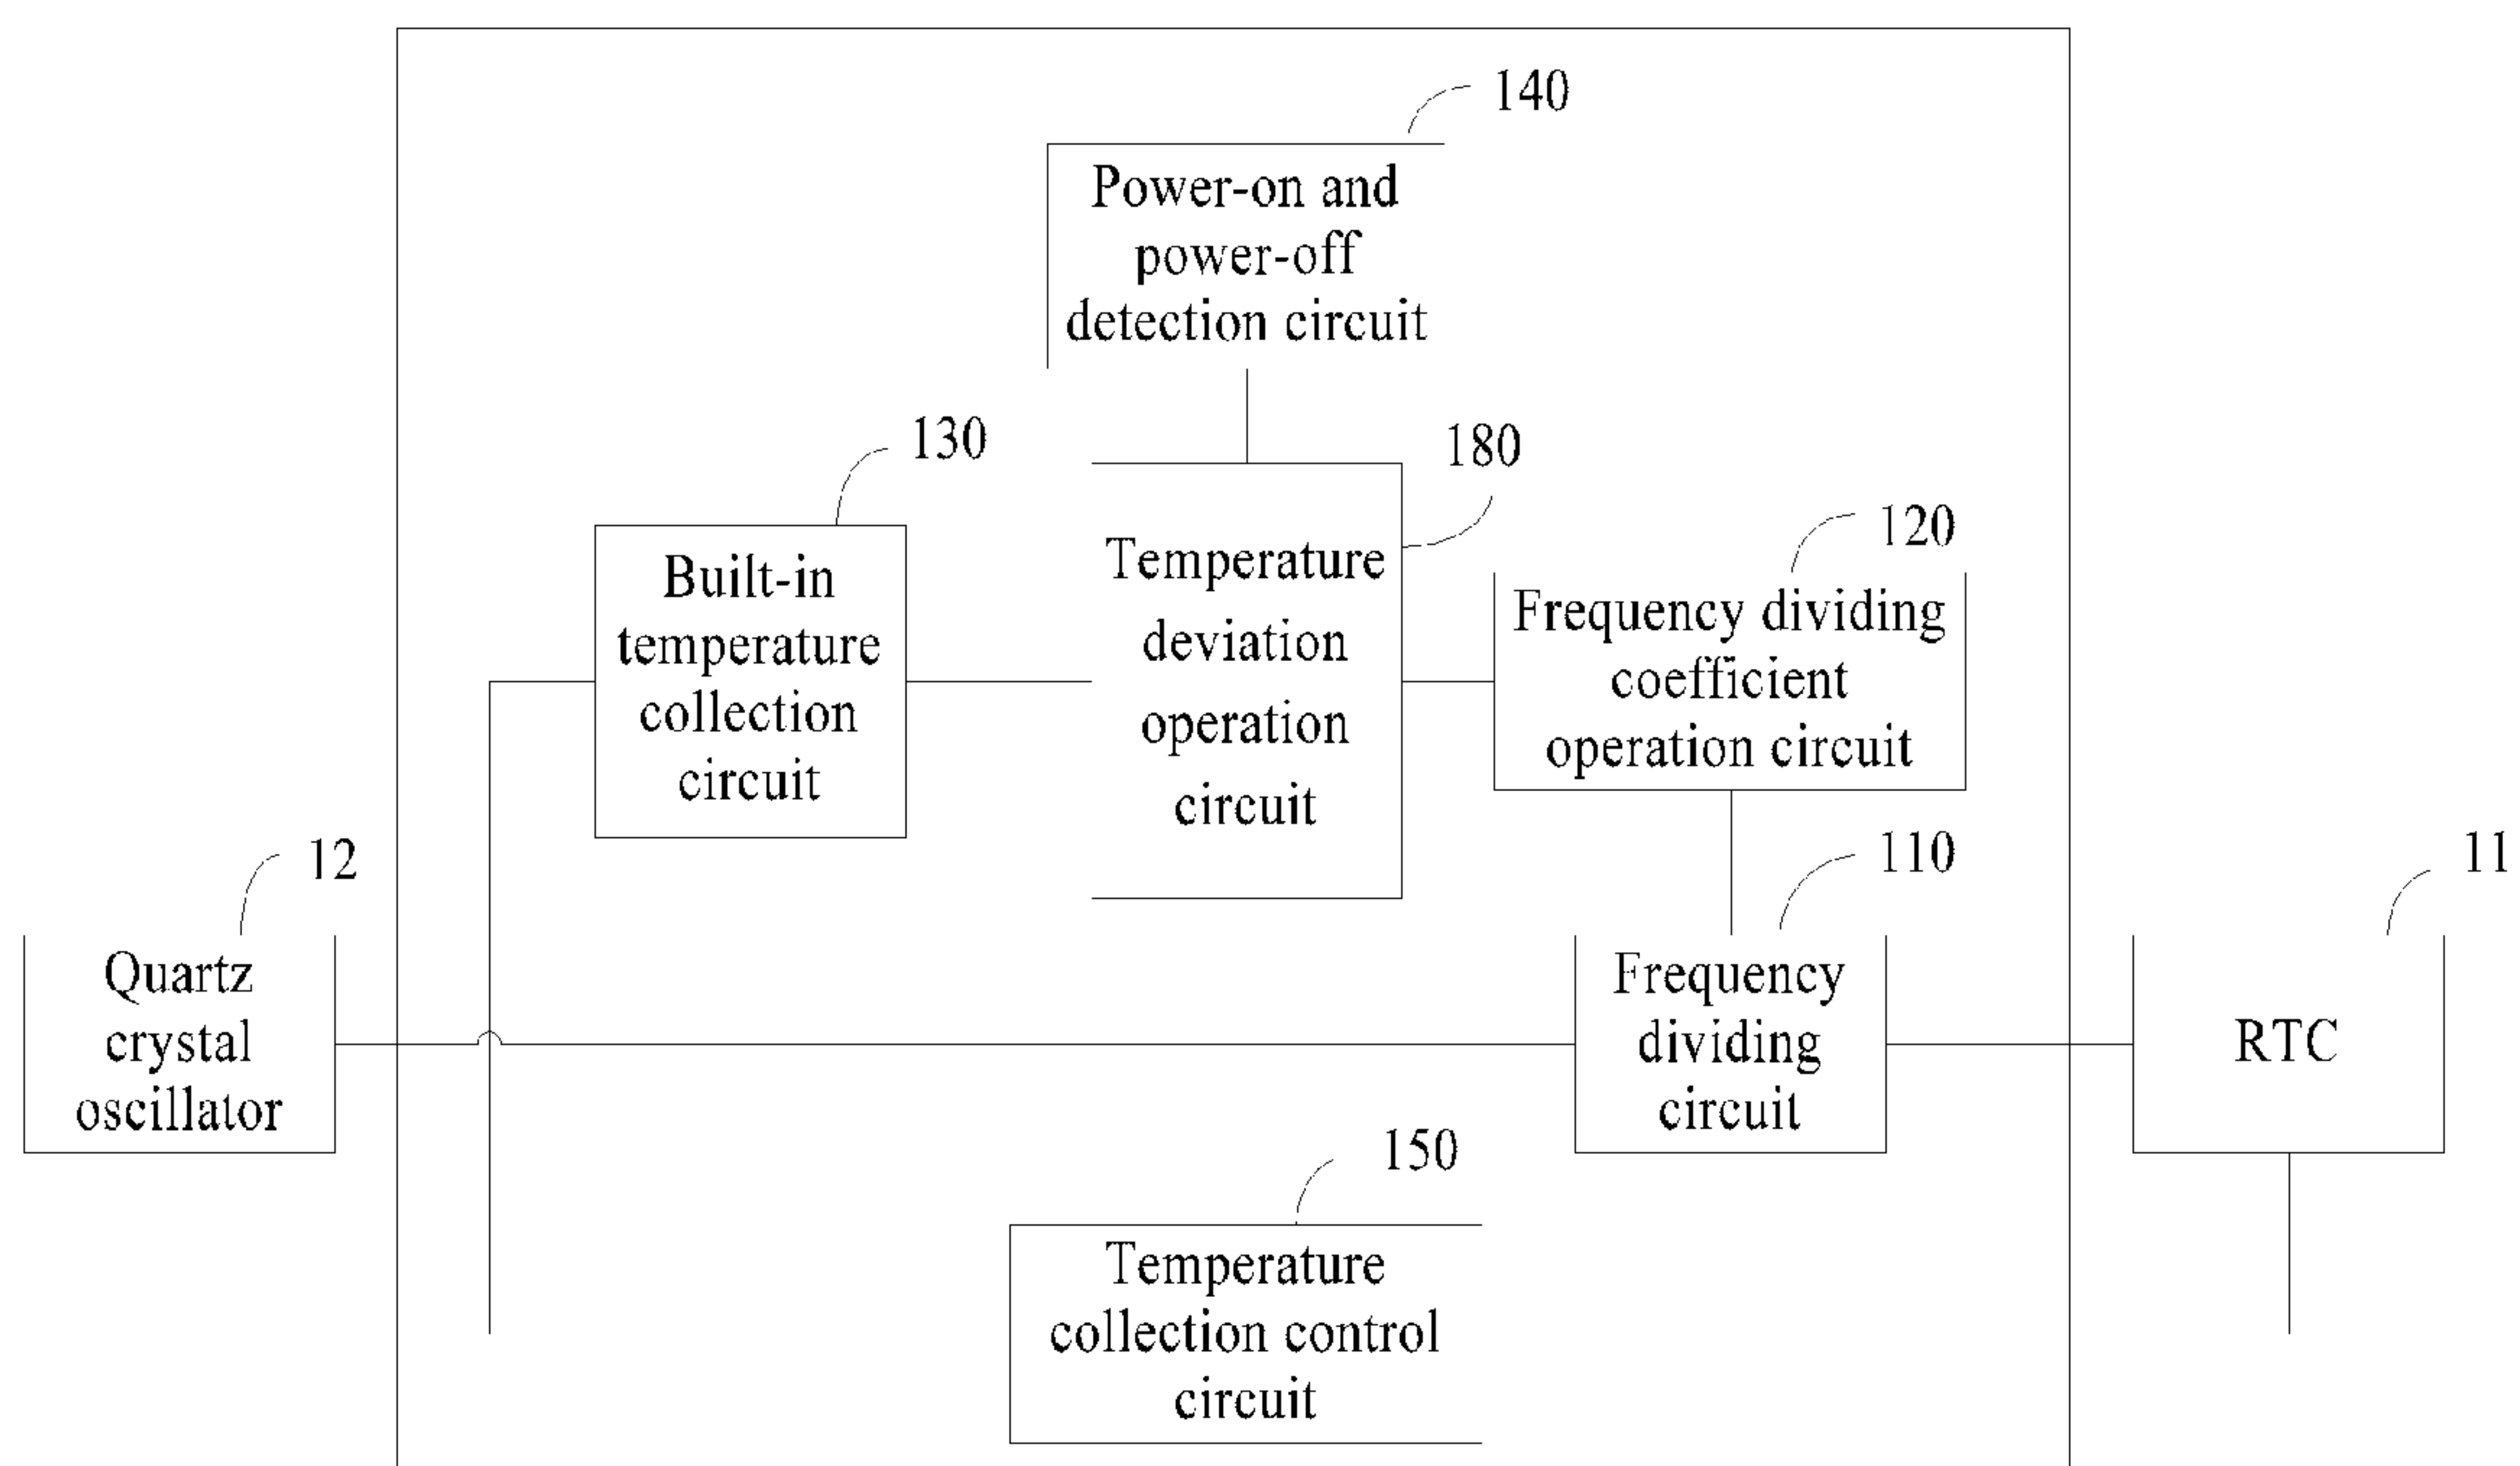 140
Power-on and
power-off
detection circuit
130
Built-in
temperature
collection
circuit
180
Temperature
deviation
operation
circuit
120
Frequency dividing
coefficient
operation circuit
12
Quartz
crystal
oscillator
110
Frequency
dividing
circuit
11
RTC
150
Temperature
collection control
circuit